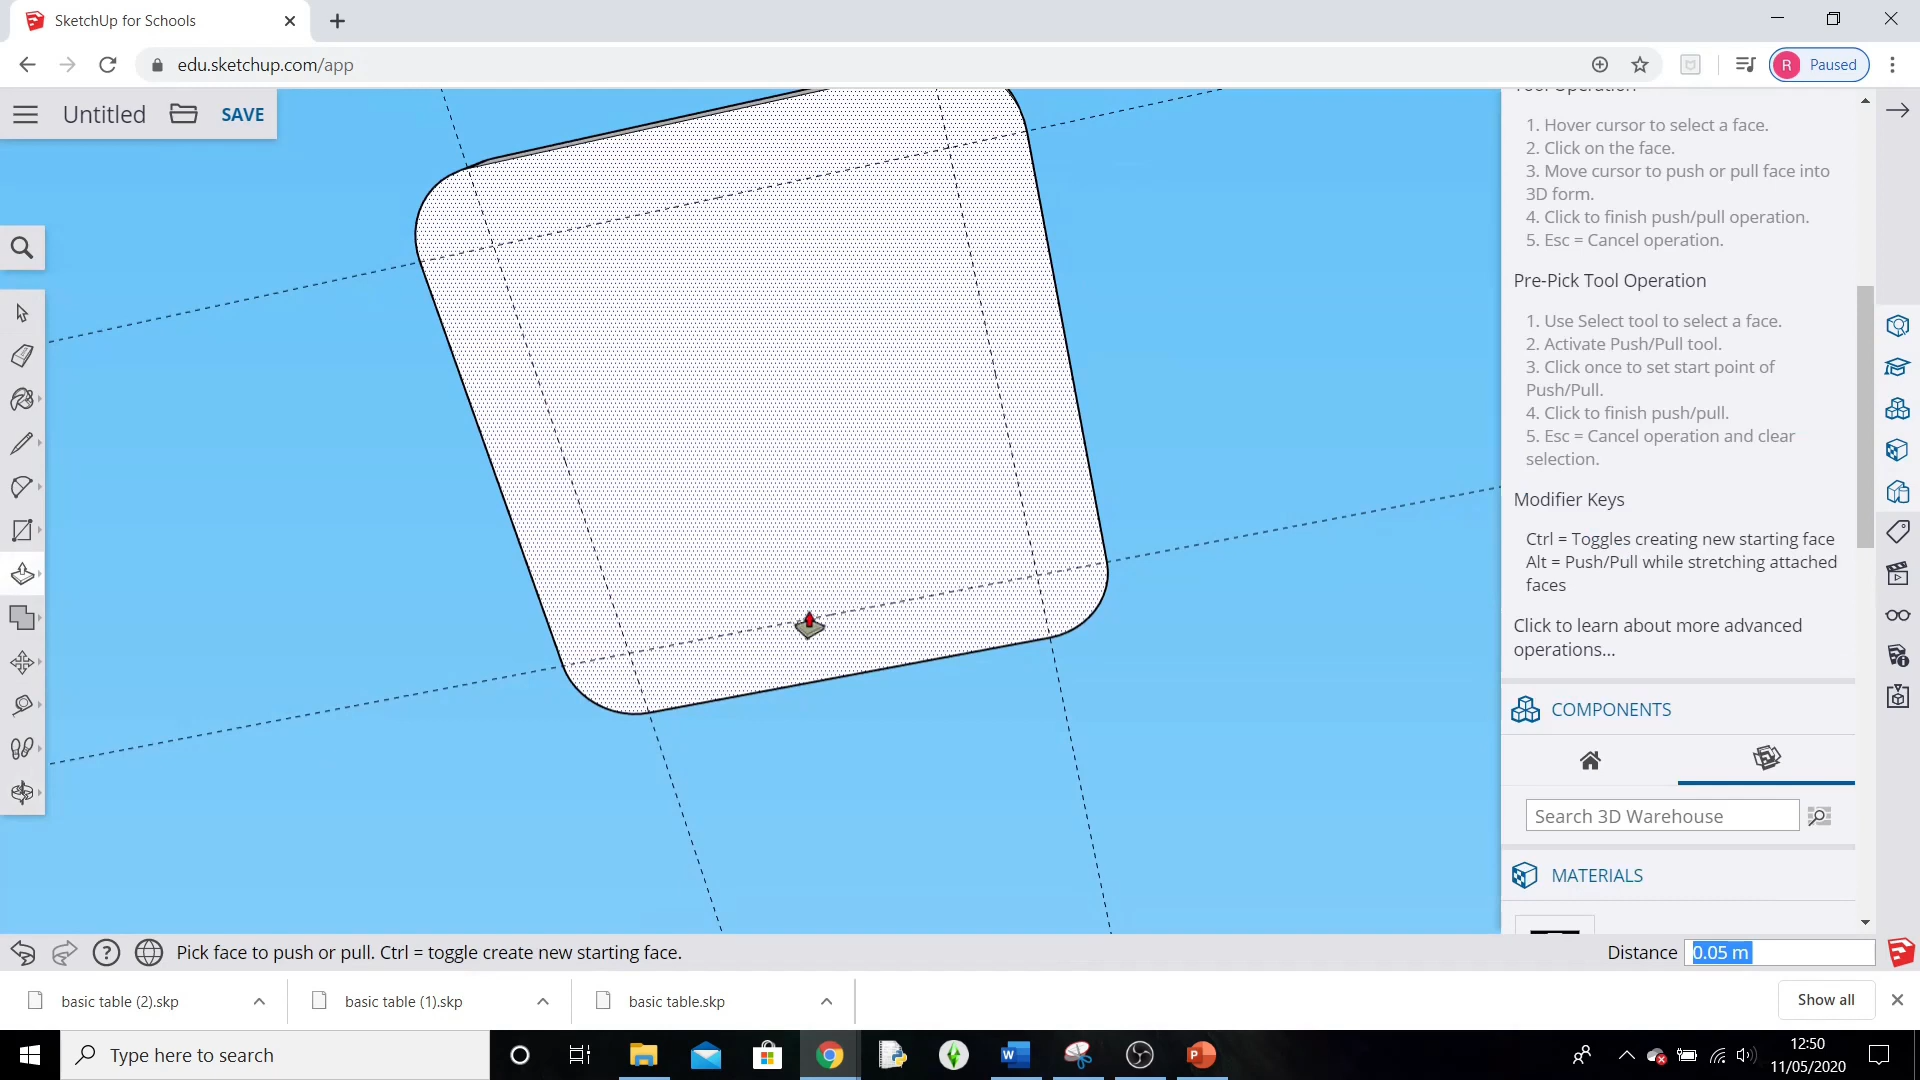 SketchUp for Schools
edu.sketchup.com/app
R
Paused
Untitled
SAVE
Tool Operation
1. Hover cursor to select a face.
2. Click on the face.
3. Move cursor to push or pull face into
3D form.
4. Click to finish push/pull operation.
5. Esc = Cancel operation.
Pre-Pick Tool Operation
1. Use Select tool to select a face.
2. Activate Push/Pull tool.
3. Click once to set start point of
Push/Pull.
4. Click to finish push/pull.
5. Esc = Cancel operation and clear
selection.
Modifier Keys
Ctrl = Toggles creating new starting face
Alt = Push/Pull while stretching attached
faces
Click to learn about more advanced
operations...
COMPONENTS
Search 3D Warehouse
MATERIALS
Pick face to push or pull. Ctrl = toggle create new starting face.
Distance
0.05 m
basic table (2).skp
basic table (1).skp
basic table.skp
Show all
Type here to search
12:50
11/05/2020